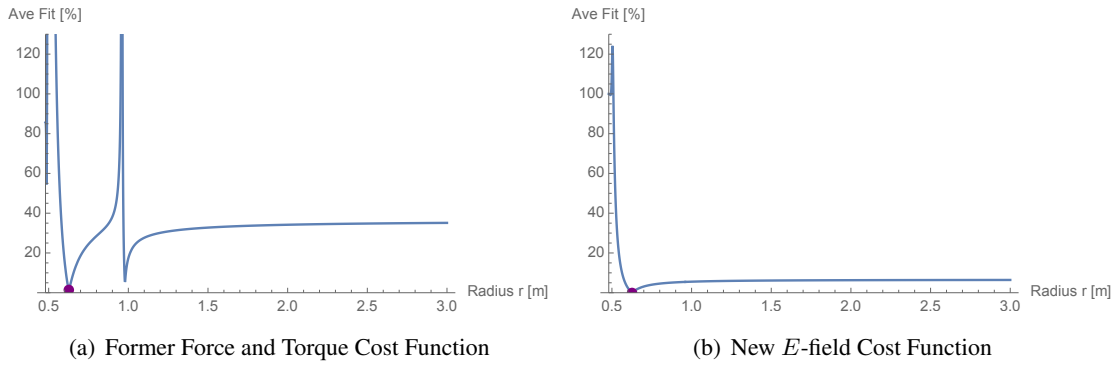 Ave Fit [%]
120
100
80
60
40
20
0.5 1.0 1.5 2.0 2.5 3.0
Radius r [m]
(a) Former Force and Torque Cost Function
Ave Fit [%]
120
100
80
60
40
20
0.5 1.0 1.5 2.0 2.5 3.0
Radius r [m]
(b) New E-field Cost Function